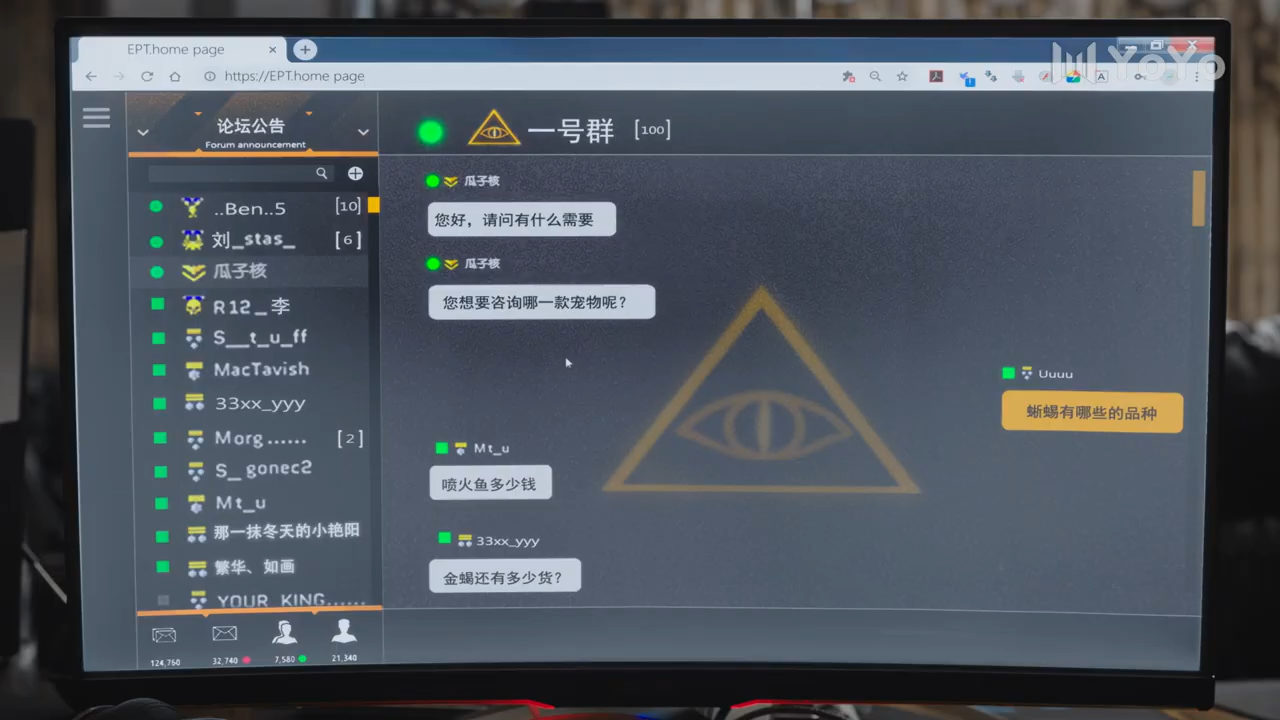 EPT.home page
https://EPT.home page
YoYo
论坛公告
Forum announcement
..Ben..5 [10]
刘_stas_ [6]
瓜子核
R12_李
S__t_u_ff
MacTavish
33xx_yyy
Morg...... [2]
S_gonec2
Mt_u
那一抹冬天的小艳阳
繁华、如画
YOUR_KING......
124,760
32,740
7,580
21,340
一号群 [100]
瓜子核
您好，请问有什么需要
瓜子核
您想要咨询哪一款宠物呢？
Uuuu
蜥蜴有哪些的品种
Mt_u
喷火鱼多少钱
33xx_yyy
金蝎还有多少货？